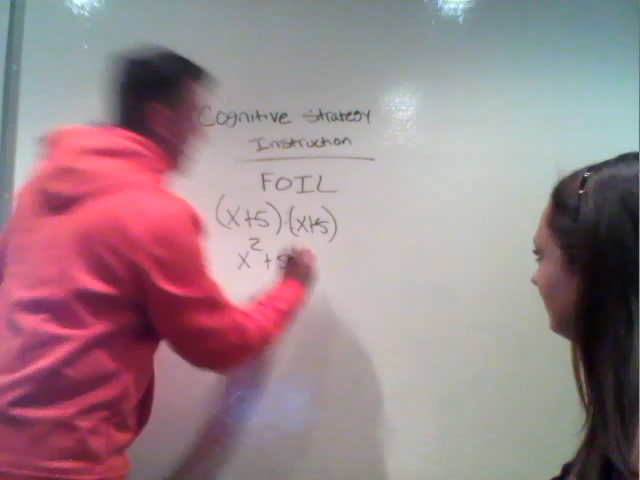 Cognitive Strategy
Instruction
FOIL
(x+5)·(x+5)
x²+5